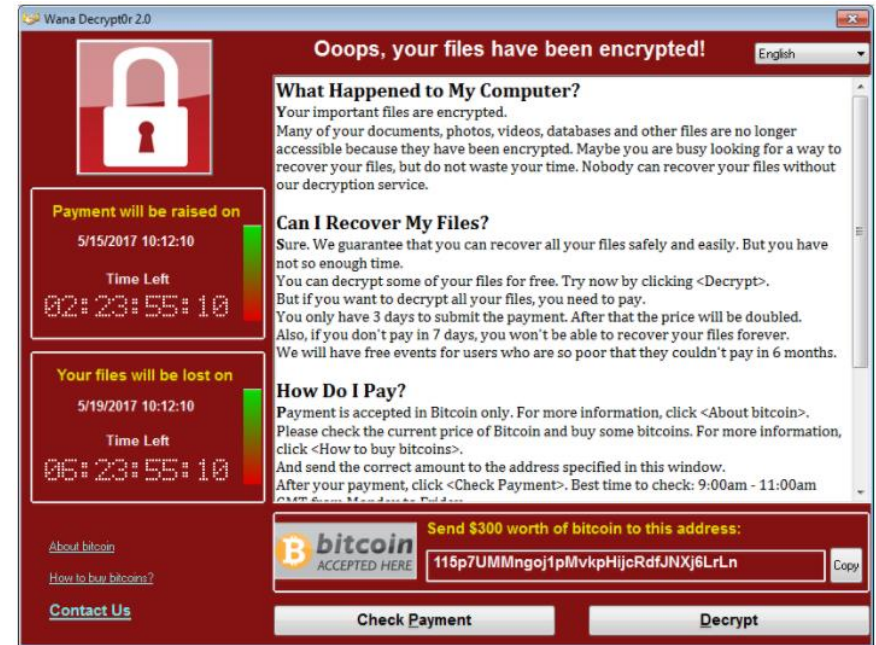 Wana Decrypt0r 2.0
Ooops, your files have been encrypted!
English
What Happened to My Computer?
Your important files are encrypted.
Many of your documents, photos, videos, databases and other files are no longer
accessible because they have been encrypted. Maybe you are busy looking for a way to
recover your files, but do not waste your time. Nobody can recover your files without
our decryption service.
Can I Recover My Files?
Sure. We guarantee that you can recover all your files safely and easily. But you have
not so enough time.
You can decrypt some of your files for free. Try now by clicking <Decrypt>.
But if you want to decrypt all your files, you need to pay.
You only have 3 days to submit the payment. After that the price will be doubled.
Also, if you don't pay in 7 days, you won't be able to recover your files forever.
We will have free events for users who are so poor that they couldn't pay in 6 months.
How Do I Pay?
Payment is accepted in Bitcoin only. For more information, click <About bitcoin>.
Please check the current price of Bitcoin and buy some bitcoins. For more information,
click <How to buy bitcoins>.
And send the correct amount to the address specified in this window.
After your payment, click <Check Payment>. Best time to check: 9:00am - 11:00am
GMT from Monday to Friday
Payment will be raised on
5/15/2017 10:12:10
Time Left
02:23:55:10
Your files will be lost on
5/19/2017 10:12:10
Time Left
06:23:55:10
About bitcoin
How to buy bitcoins?
Contact Us
bitcoin
ACCEPTED HERE
Send $300 worth of bitcoin to this address:
115p7UMMngoj1pMvkpHijcRdfJNXj6LrLn
Copy
Check Payment
Decrypt